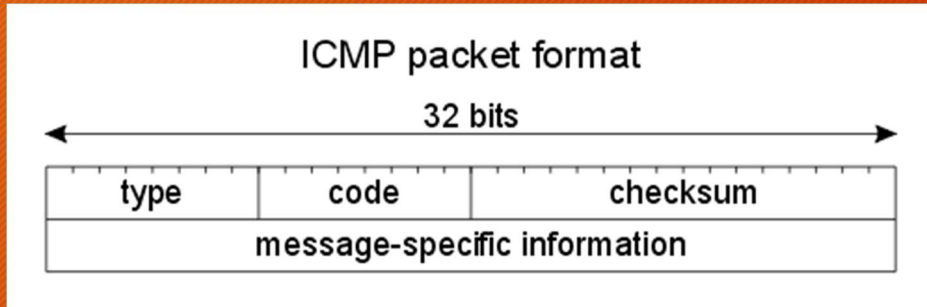 ICMP packet format
32 bits
type code checksum
message-specific information